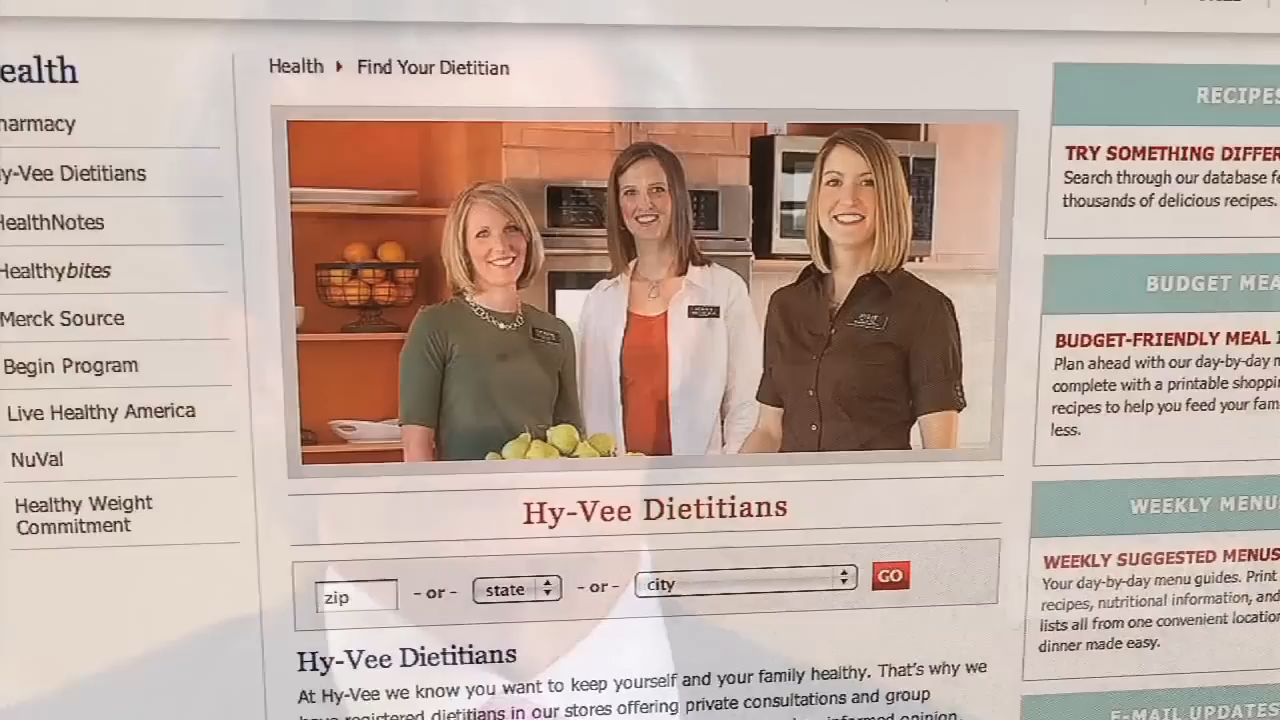 ealth
harmacy
y-Vee Dietitians
HealthNotes
Healthybites
Merck Source
Begin Program
Live Healthy America
NuVal
Healthy Weight
Commitment
Health ▸ Find Your Dietitian
Hy-Vee Dietitians
zip - or - state - or - city GO
Hy-Vee Dietitians
At Hy-Vee we know you want to keep yourself and your family healthy. That's why we
registered dietitians in our stores offering private consultations and group
informed opinion.
RECIPES
TRY SOMETHING DIFFER
Search through our database fe
thousands of delicious recipes.
BUDGET MEA
BUDGET-FRIENDLY MEAL
Plan ahead with our day-by-day m
complete with a printable shoppi
recipes to help you feed your fam
less.
WEEKLY MENU
WEEKLY SUGGESTED MENUS
Your day-by-day menu guides. Print
recipes, nutritional information, and
lists all from one convenient location
dinner made easy.
E-MAIL UPDATES